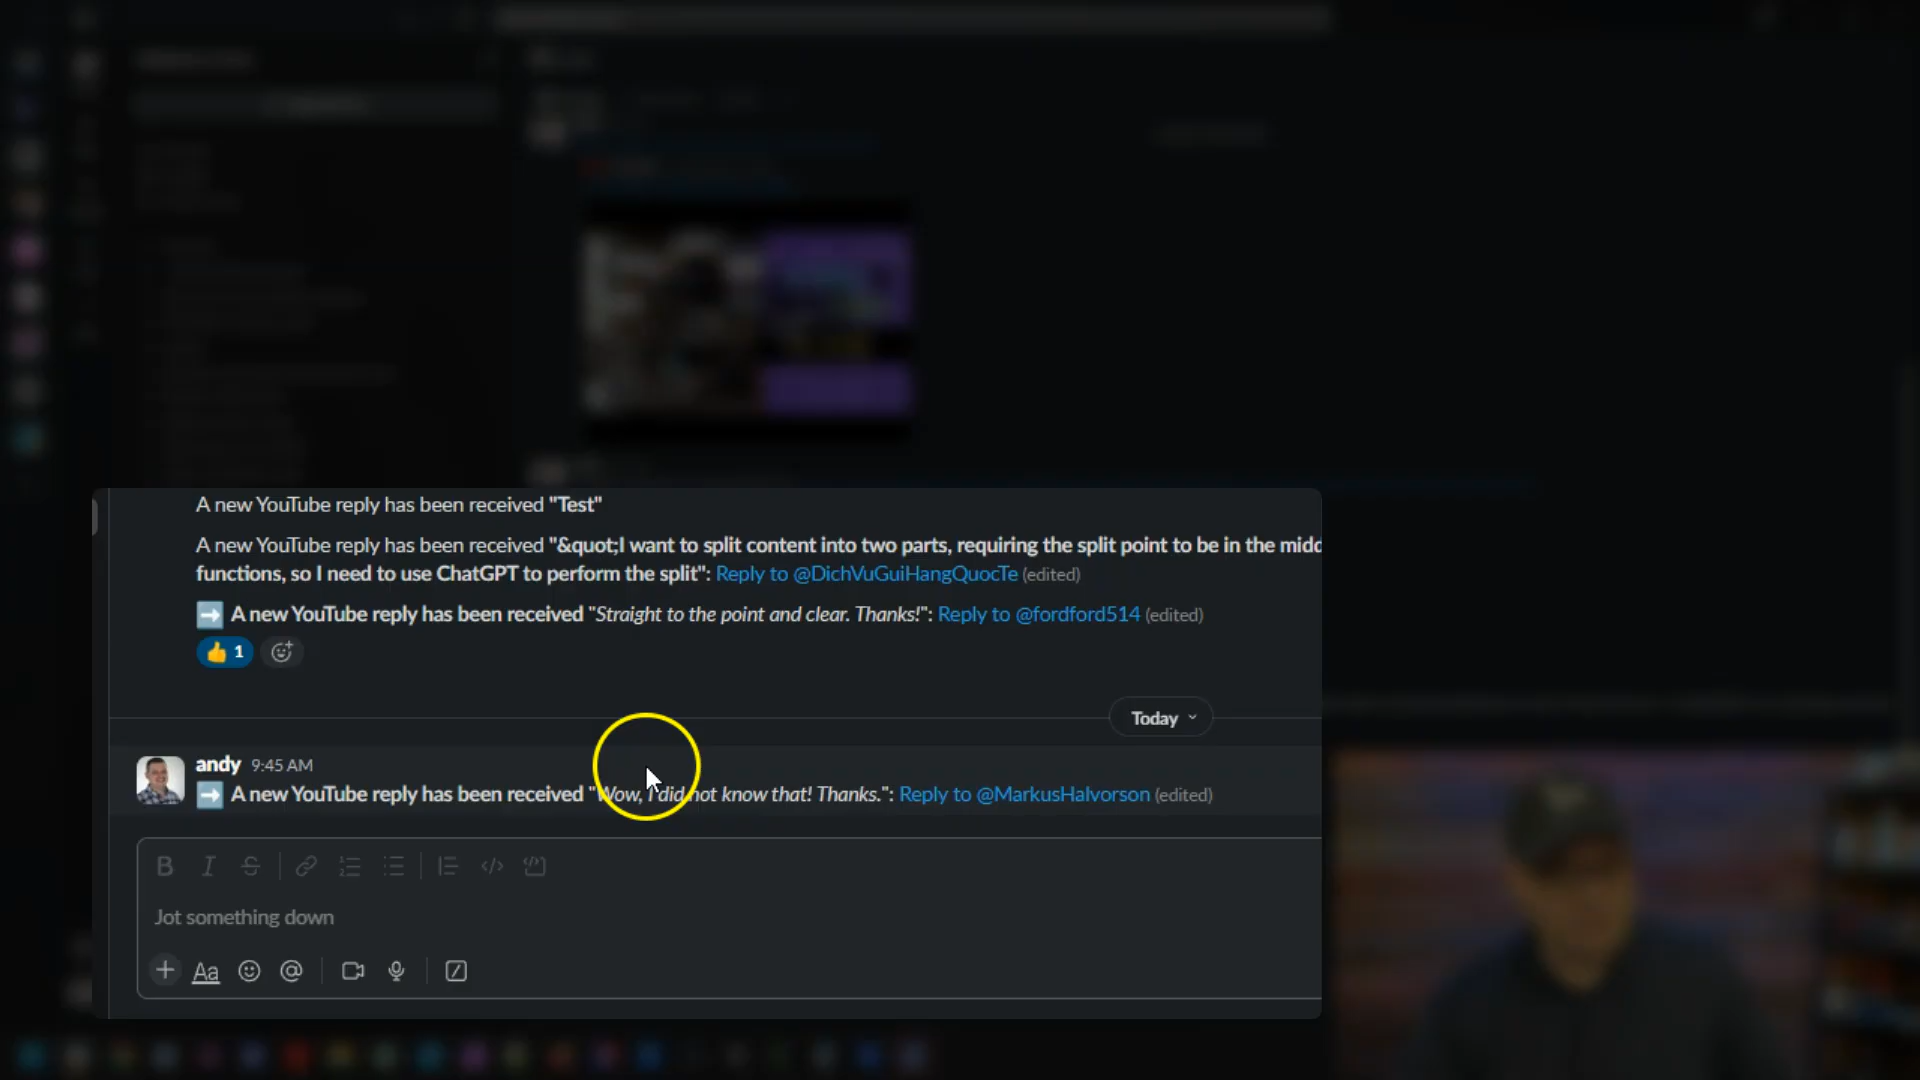 A new YouTube reply has been received "Test"
A new YouTube reply has been received "&quot;I want to split content into two parts, requiring the split point to be in the midd
functions, so I need to use ChatGPT to perform the split": Reply to @DichVuGuiHangQuocTe (edited)
A new YouTube reply has been received "Straight to the point and clear. Thanks!": Reply to @fordford514 (edited)
1
Today
andy 9:45 AM
A new YouTube reply has been received "Wow, I did not know that! Thanks.": Reply to @MarkusHalvorson (edited)
Jot something down
Aa